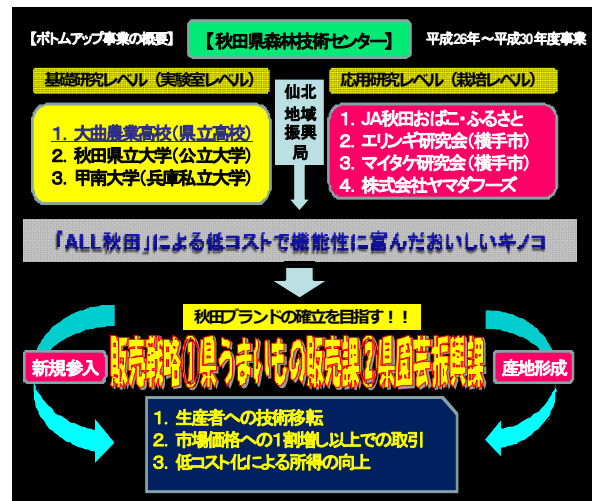 【ボトムアップ事業の概要】
【秋田県森林技術センター】
平成26年～平成30年度事業
基礎研究レベル（実験室レベル）
1. 大曲農業高校（県立高校）
2. 秋田県立大学（公立大学）
3. 甲南大学（兵庫私立大学）
仙北
地域
振興
局
応用研究レベル（栽培レベル）
1. JA秋田おばこ・ふるさと
2. エリンギ研究会（横手市）
3. マイタケ研究会（横手市）
4. 株式会社ヤマダフーズ
「ALL秋田」による低コストで機能性に富んだおいしいキノコ
秋田ブランドの確立を目指す！！
新規参入
販売戦略①県うまいもの販売課②県園芸振興課
産地形成
1. 生産者への技術移転
2. 市場価格への1割増し以上での取引
3. 低コスト化による所得の向上